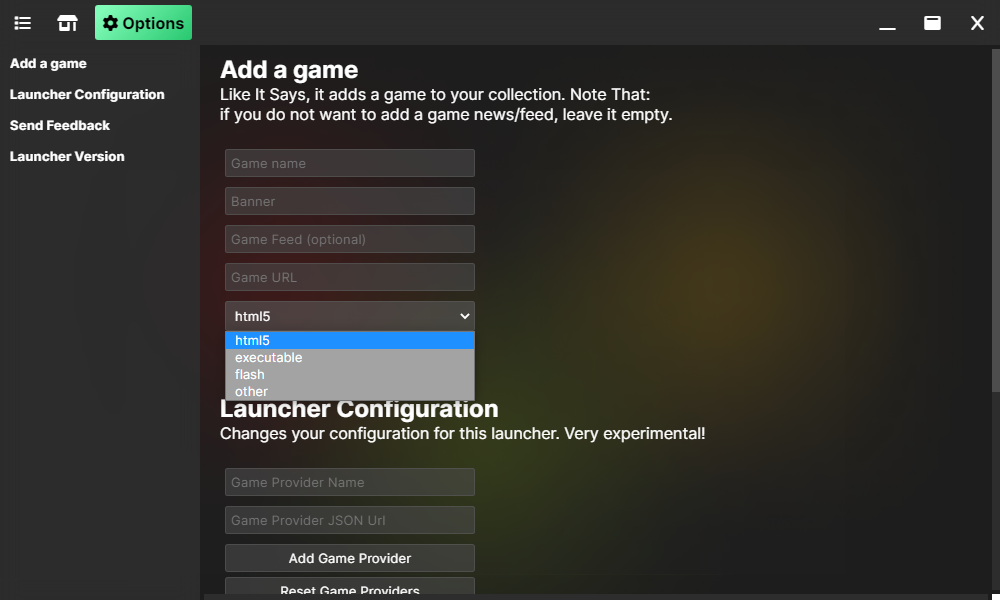 Options
Add a game
Launcher Configuration
Send Feedback
Launcher Version
Add a game
Like It Says, it adds a game to your collection. Note That:
if you do not want to add a game news/feed, leave it empty.
Game name
Banner
Game Feed (optional)
Game URL
html5
html5
executable
flash
other
Launcher Configuration
Changes your configuration for this launcher. Very experimental!
Game Provider Name
Game Provider JSON Url
Add Game Provider
Reset Game Providers